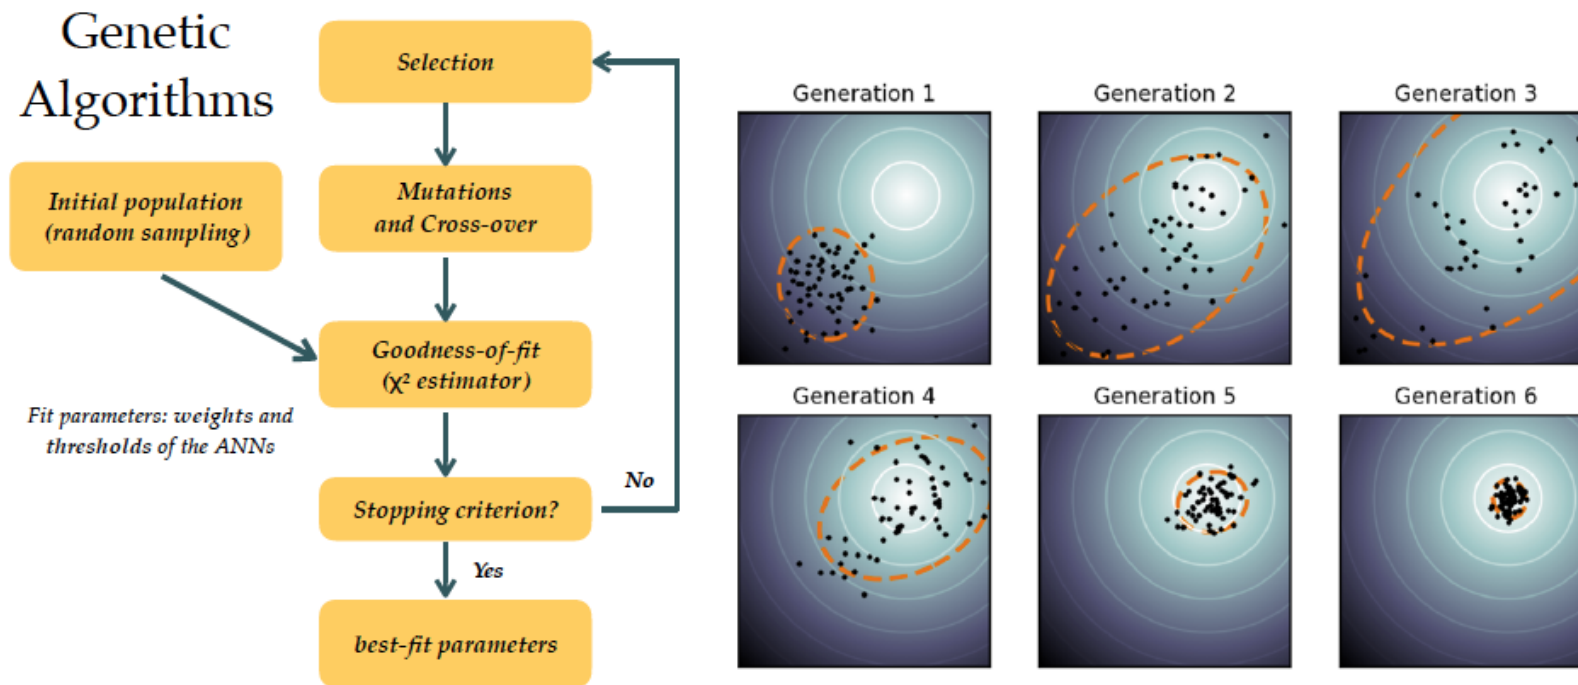 Genetic
Algorithms
Selection
Mutations
and Cross-over
Initial population
(random sampling)
Goodness-of-fit
(χ² estimator)
Fit parameters: weights and
thresholds of the ANNs
Stopping criterion?
No
Yes
best-fit parameters
Generation 1
Generation 2
Generation 3
Generation 4
Generation 5
Generation 6